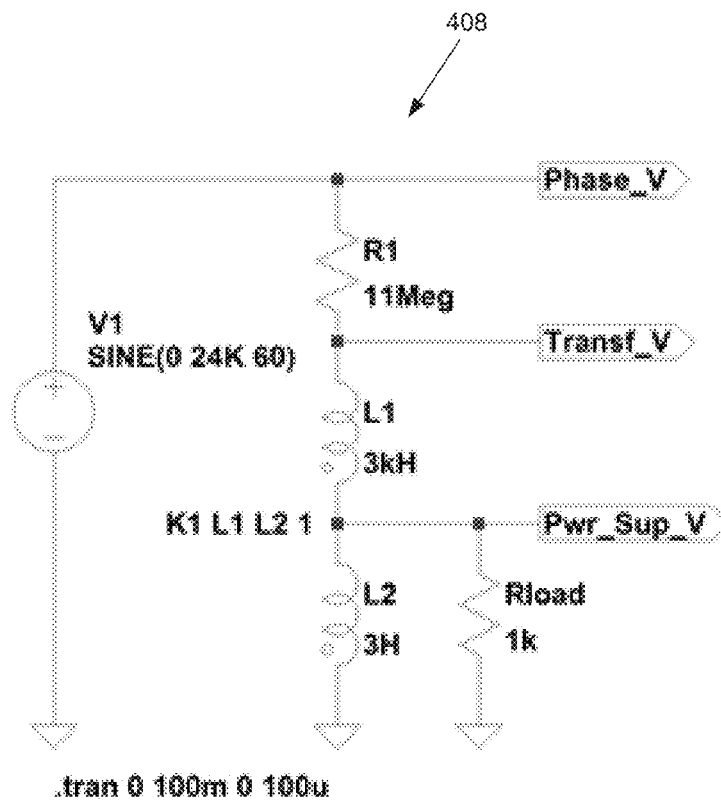 408
Phase_V
R1
11Meg
V1
SINE(0 24K 60)
Transf_V
L1
3kH
K1 L1 L2 1
Pwr_Sup_V
L2
3H
Rload
1k
.tran 0 100m 0 100u